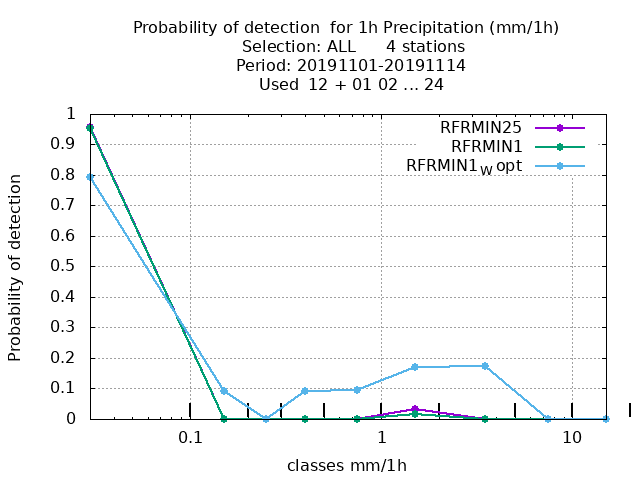 Probability of detection  for 1h Precipitation (mm/1h)
Selection: ALL      4 stations
Period: 20191101-20191114
Used  12 + 01 02 ... 24
RFRMIN25
RFRMIN1
RFRMIN1W opt
Probability of detection
1
0.9
0.8
0.7
0.6
0.5
0.4
0.3
0.2
0.1
0
0.1 1 10
classes mm/1h